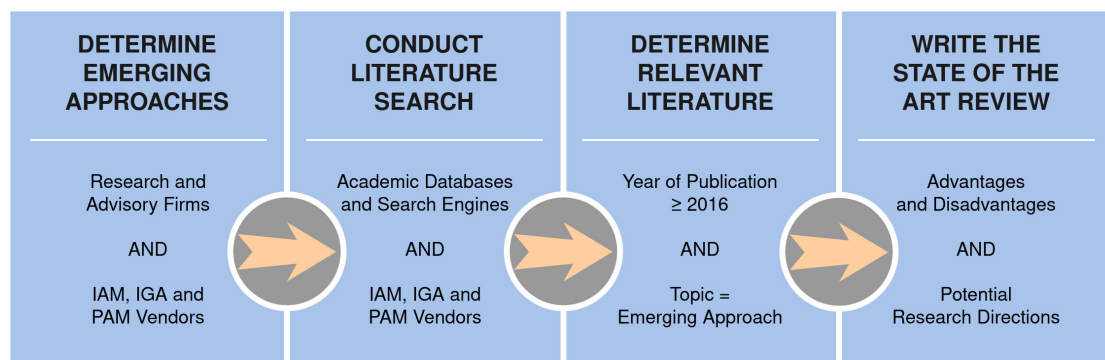 DETERMINE
EMERGING
APPROACHES
Research and
Advisory Firms
AND
IAM, IGA and
PAM Vendors
CONDUCT
LITERATURE
SEARCH
Academic Databases
and Search Engines
AND
IAM, IGA and
PAM Vendors
DETERMINE
RELEVANT
LITERATURE
Year of Publication
≥ 2016
AND
Topic =
Emerging Approach
WRITE THE
STATE OF THE
ART REVIEW
Advantages
and Disadvantages
AND
Potential
Research Directions